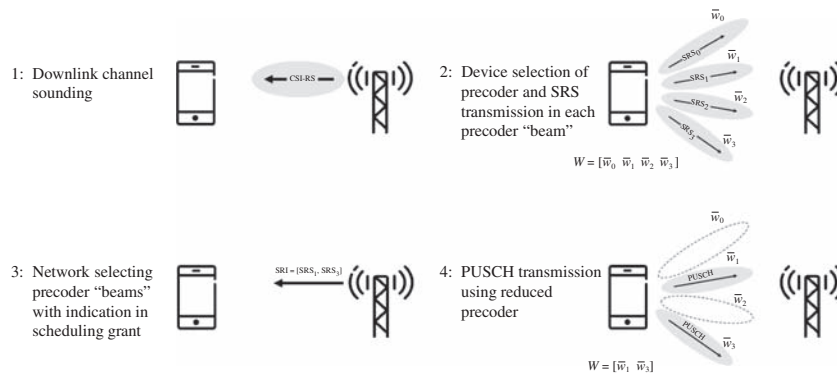 1: Downlink channel
sounding
CSI-RS
2: Device selection of
precoder and SRS
transmission in each
precoder “beam”
SRS₀
SRS₁
SRS₂
SRS₃
w̅₀
w̅₁
w̅₂
w̅₃
W = [w̅₀ w̅₁ w̅₂ w̅₃]
3: Network selecting
precoder “beams”
with indication in
scheduling grant
SRI = [SRS₁, SRS₃]
4: PUSCH transmission
using reduced
precoder
w̅₀
w̅₁
PUSCH
w̅₂
PUSCH
w̅₃
W = [w̅₁ w̅₃]